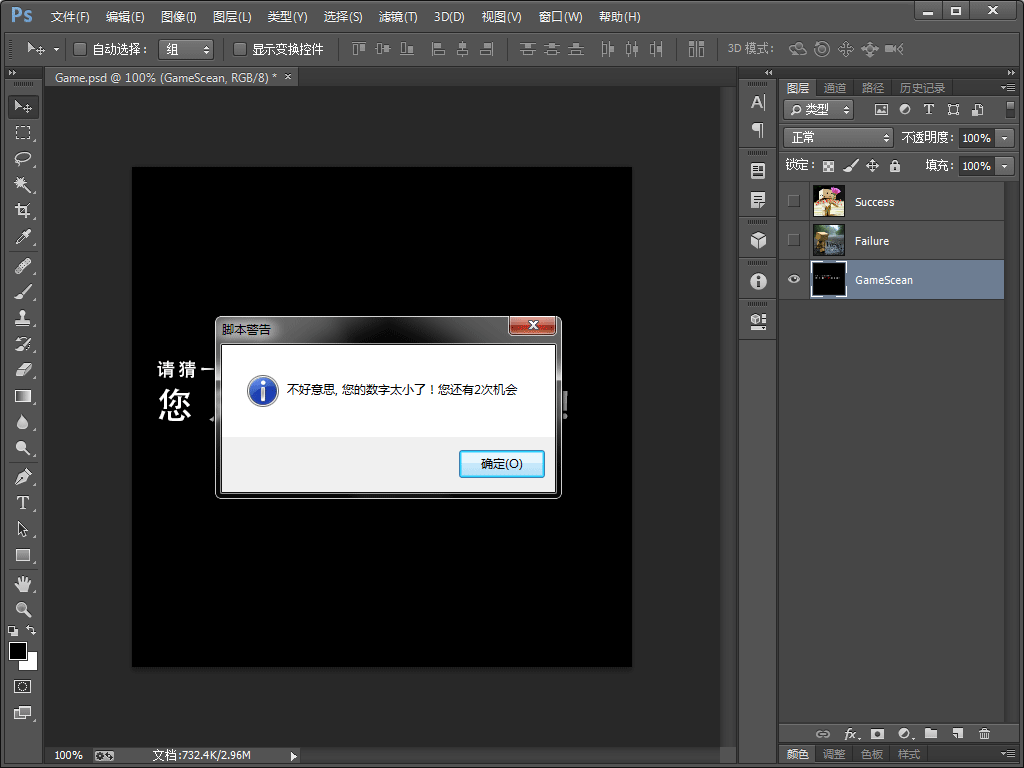 Ps 文件(F) 编辑(E) 图像(I) 图层(L) 类型(Y) 选择(S) 滤镜(T) 3D(D) 视图(V) 窗口(W) 帮助(H)
自动选择： 组 显示变换控件 3D 模式：
Game.psd @ 100% (GameScean, RGB/8) * ×
图层 通道 路径 历史记录
类型
正常 不透明度： 100%
锁定： 填充： 100%
Success
Failure
GameScean
脚本警告
不好意思, 您的数字太小了！您还有2次机会
确定(O)
请猜一
您 !
100% 文档:732.4K/2.96M
颜色 调整 色板 样式